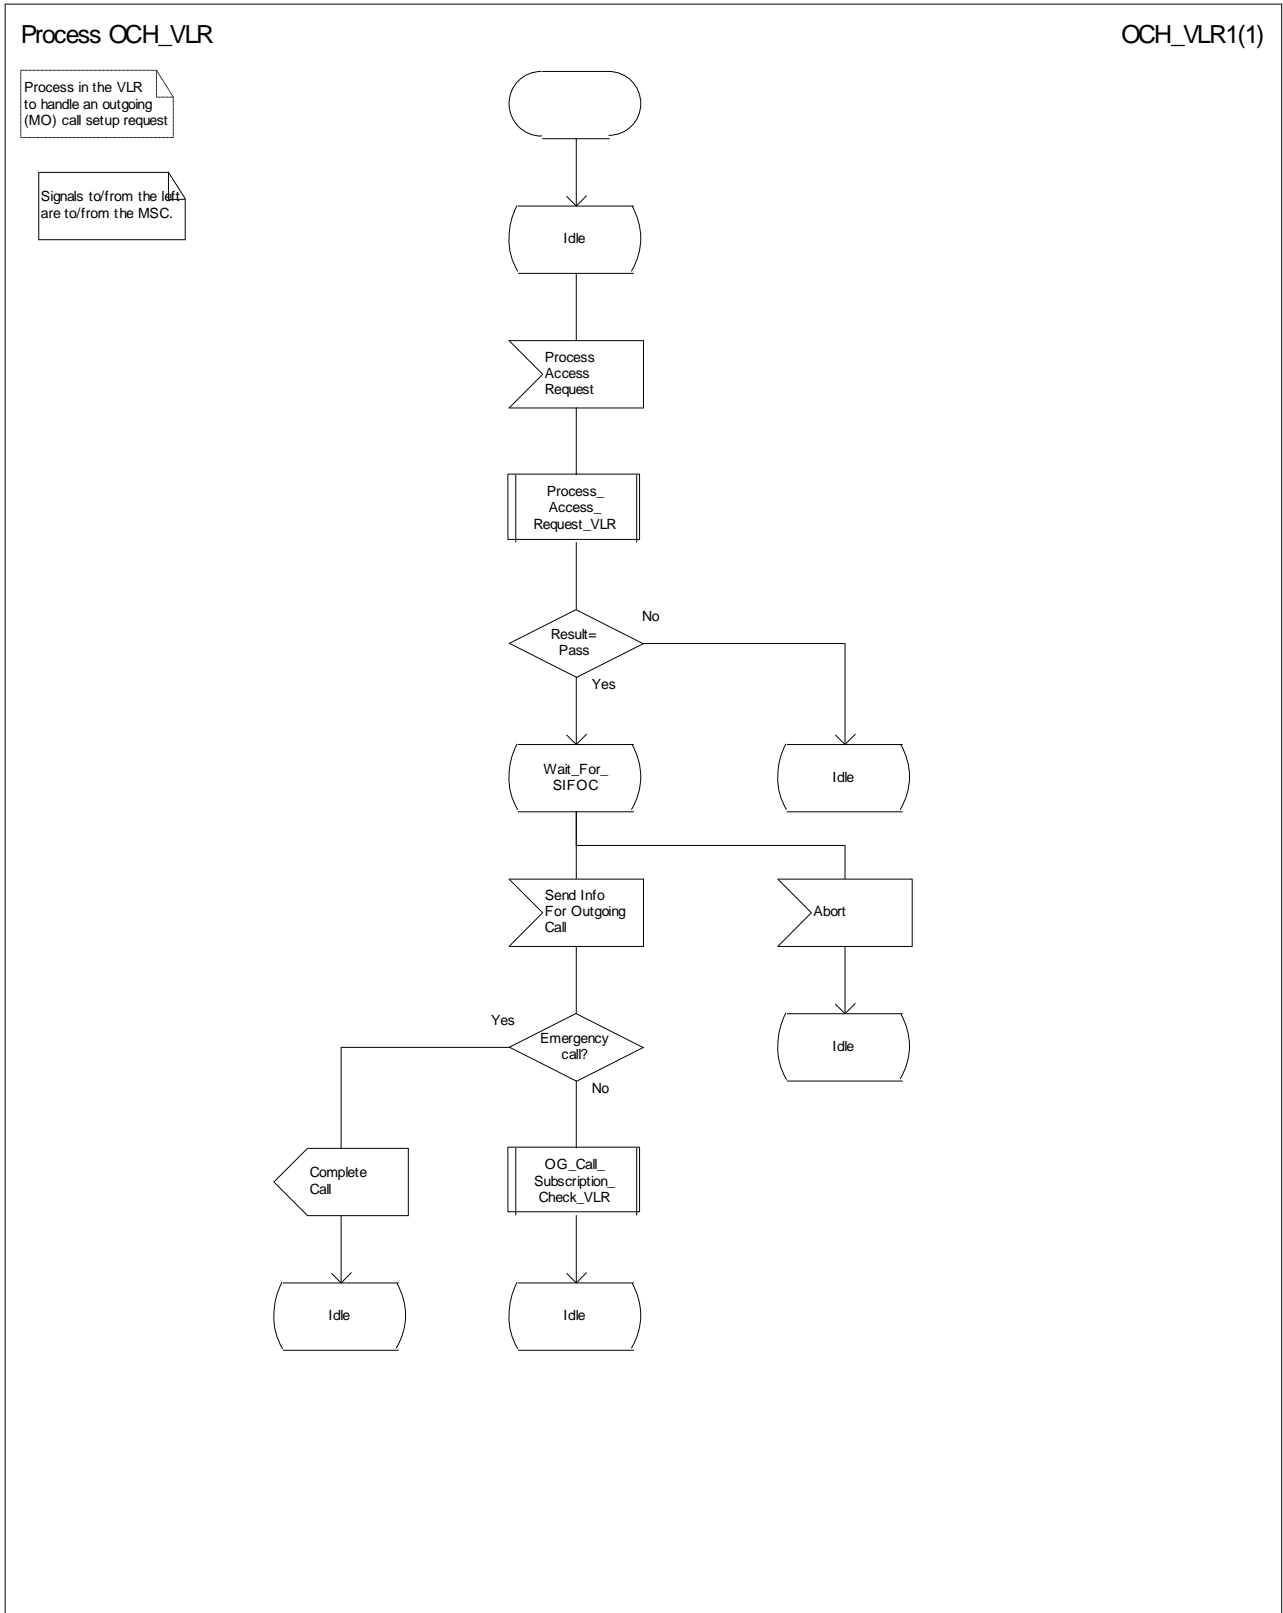 Process OCH_VLR
OCH_VLR1(1)
Process in the VLR
to handle an outgoing
(MO) call setup request
Signals to/from the left
are to/from the MSC.
Idle
Process
Access
Request
Process_
Access_
Request_VLR
Result=
Pass
No
Yes
Wait_For_
SIFOC
Idle
Send Info
For Outgoing
Call
Abort
Yes
Emergency
call?
No
Idle
Complete
Call
OG_Call_
Subscription_
Check_VLR
Idle
Idle